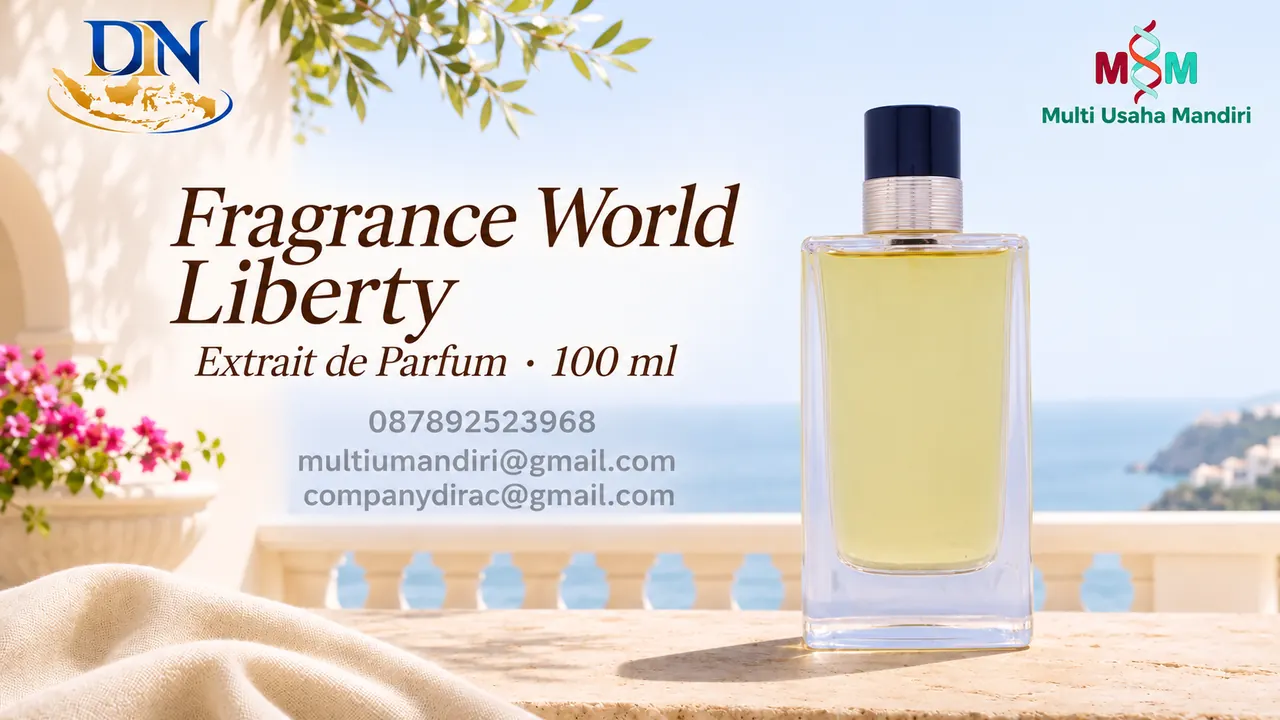 DIN
MSM
Multi Usaha Mandiri
Fragrance World
Liberty
Extrait de Parfum · 100 ml
087892523968
multiumandiri@gmail.com
companydirac@gmail.com